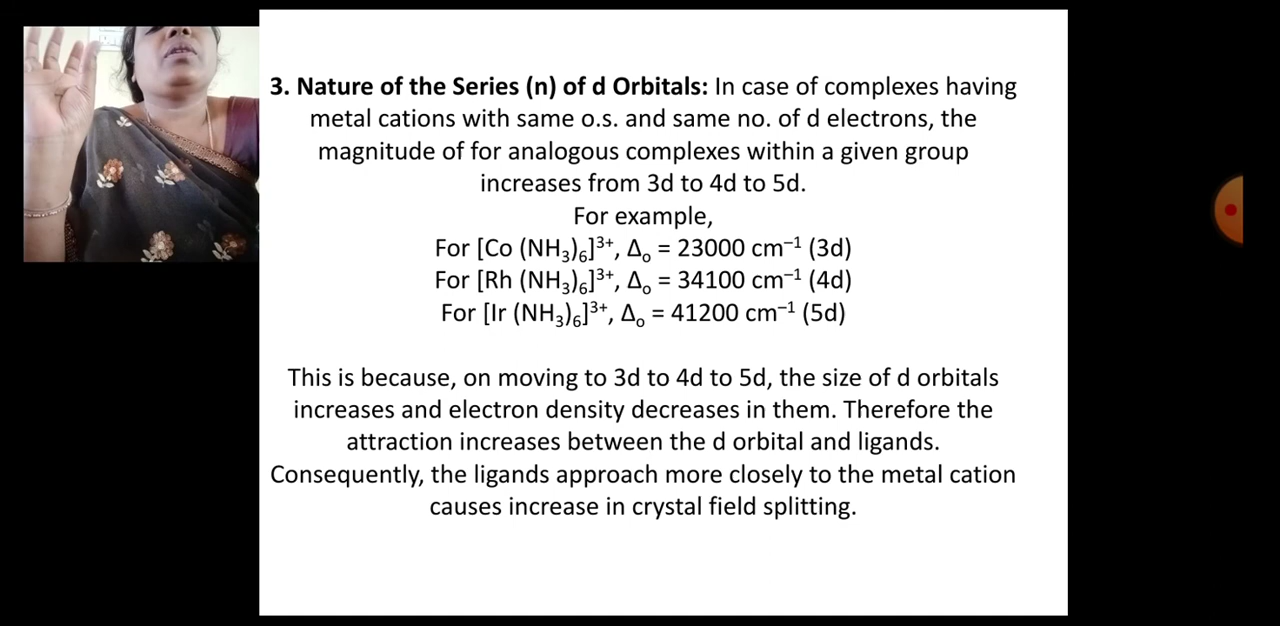 3. Nature of the Series (n) of d Orbitals: In case of complexes having
metal cations with same o.s. and same no. of d electrons, the
magnitude of for analogous complexes within a given group
increases from 3d to 4d to 5d.
For example,
For [Co (NH₃)₆]³⁺, Δₒ = 23000 cm⁻¹ (3d)
For [Rh (NH₃)₆]³⁺, Δₒ = 34100 cm⁻¹ (4d)
For [Ir (NH₃)₆]³⁺, Δₒ = 41200 cm⁻¹ (5d)
This is because, on moving to 3d to 4d to 5d, the size of d orbitals
increases and electron density decreases in them. Therefore the
attraction increases between the d orbital and ligands.
Consequently, the ligands approach more closely to the metal cation
causes increase in crystal field splitting.